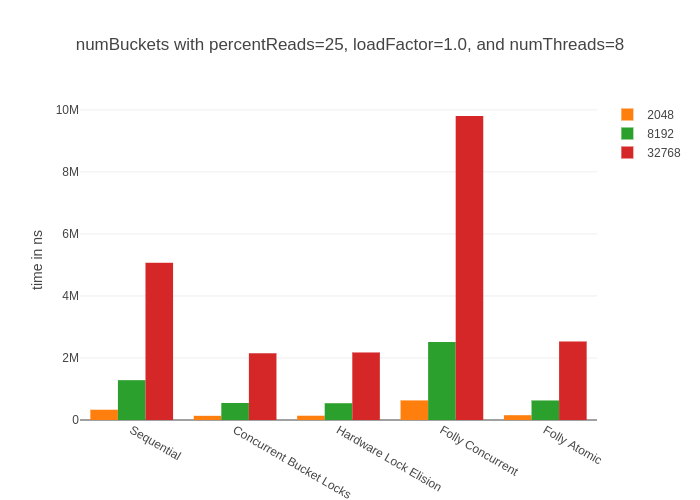 numBuckets with percentReads=25, loadFactor=1.0, and numThreads=8
10M
8M
6M
4M
2M
0
time in ns
2048
8192
32768
Sequential
Concurrent Bucket Locks
Hardware Lock Elision
Folly Concurrent
Folly Atomic